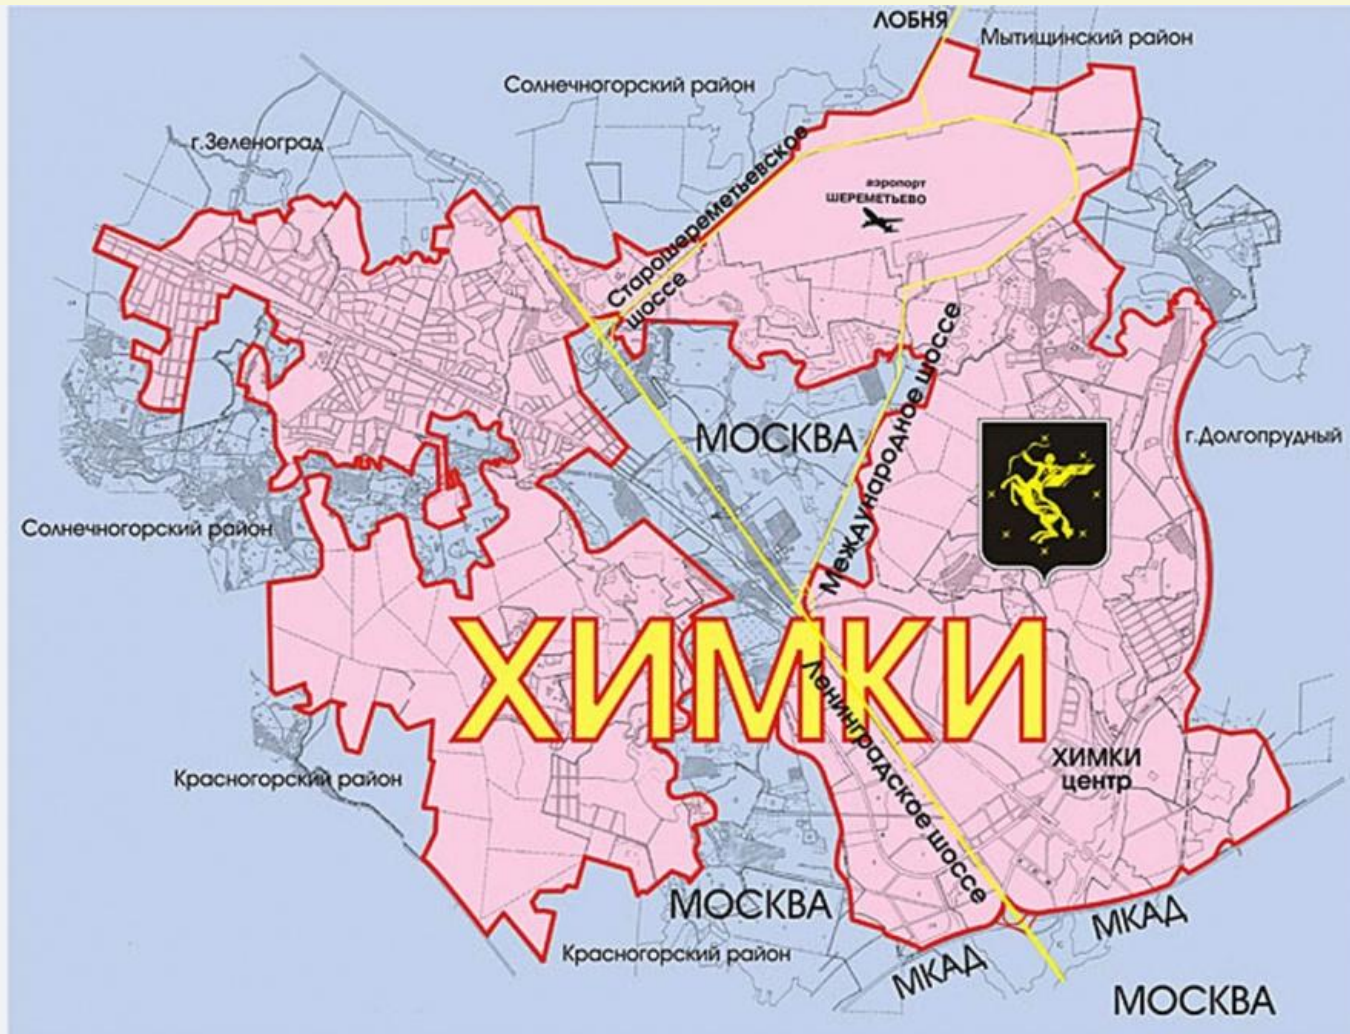 ЛОБНЯ
Мытищинский район
Солнечногорский район
г.Зеленоград
аэропорт
ШЕРЕМЕТЬЕВО
Старошереметьевское
шоссе
Международное шоссе
МОСКВА
г.Долгопрудный
Солнечногорский район
ХИМКИ
Ленинградское шоссе
ХИМКИ
центр
Красногорский район
МОСКВА
Красногорский район
МКАД
МКАД
МОСКВА